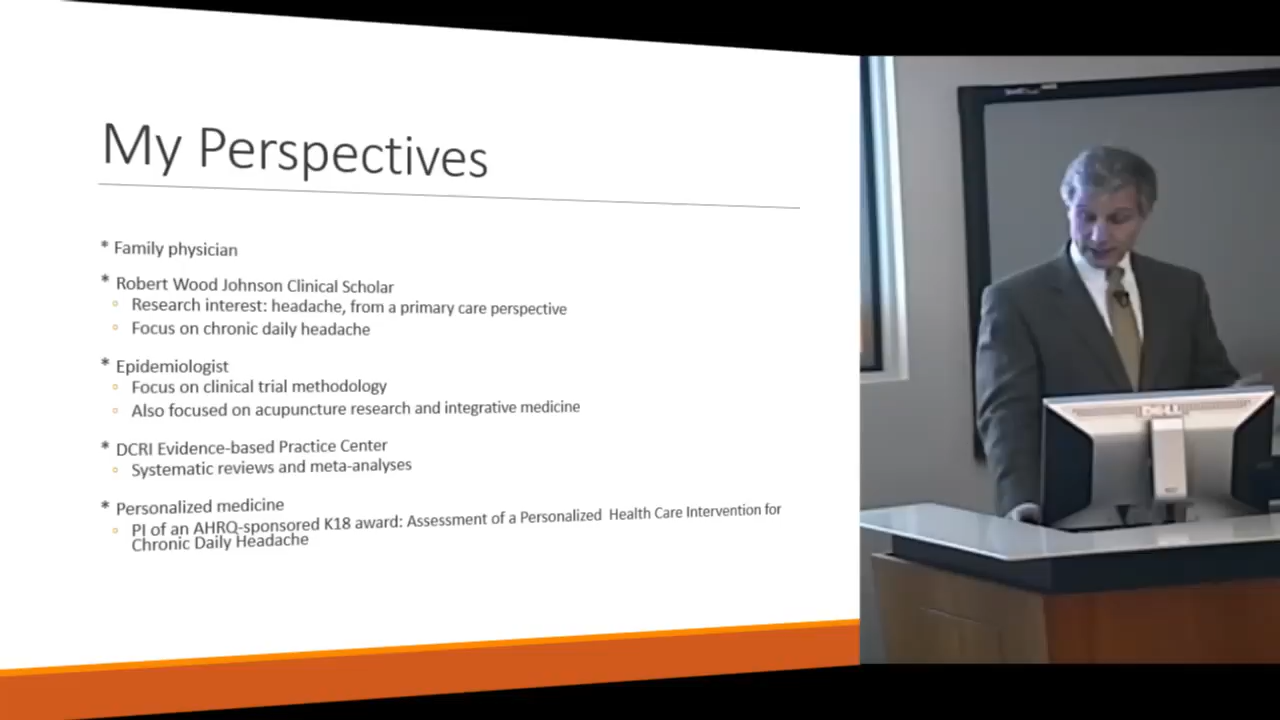 My Perspectives
* Family physician
* Robert Wood Johnson Clinical Scholar
◦ Research interest: headache, from a primary care perspective
◦ Focus on chronic daily headache
* Epidemiologist
◦ Focus on clinical trial methodology
◦ Also focused on acupuncture research and integrative medicine
* DCRI Evidence-based Practice Center
◦ Systematic reviews and meta-analyses
* Personalized medicine
◦ PI of an AHRQ-sponsored K18 award: Assessment of a Personalized Health Care Intervention for
Chronic Daily Headache
DELL